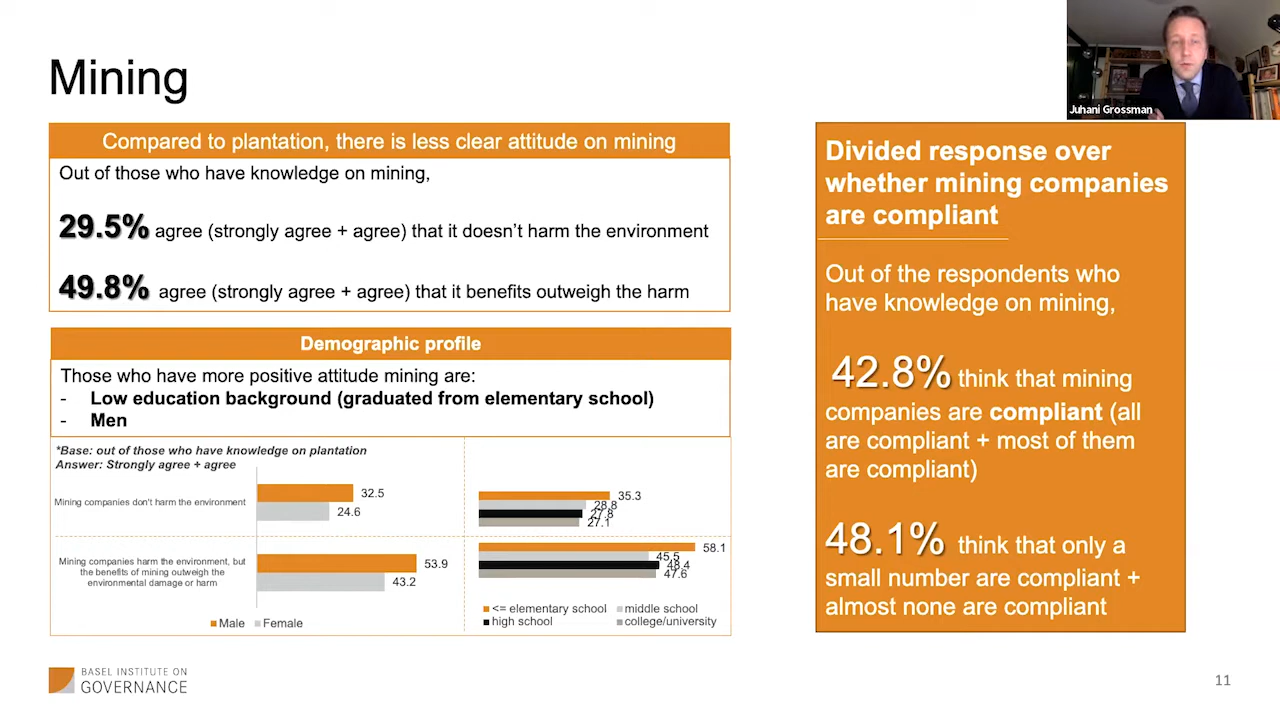 Mining
Juhani Grossman
Compared to plantation, there is less clear attitude on mining
Out of those who have knowledge on mining,
29.5% agree (strongly agree + agree) that it doesn't harm the environment
49.8% agree (strongly agree + agree) that it benefits outweigh the harm
Demographic profile
Those who have more positive attitude mining are:
- Low education background (graduated from elementary school)
- Men
*Base: out of those who have knowledge on plantation
Answer: Strongly agree + agree
Mining companies don't harm the environment
32.5
24.6
35.3
28.8
27.8
27.1
Mining companies harm the environment, but
the benefits of mining outweigh the
environmental damage or harm
53.9
43.2
58.1
45.5
48.4
47.6
Male Female
<= elementary school middle school
high school college/university
Divided response over
whether mining companies
are compliant
Out of the respondents who
have knowledge on mining,
42.8% think that mining
companies are compliant (all
are compliant + most of them
are compliant)
48.1% think that only a
small number are compliant +
almost none are compliant
BASEL INSTITUTE ON
GOVERNANCE
11